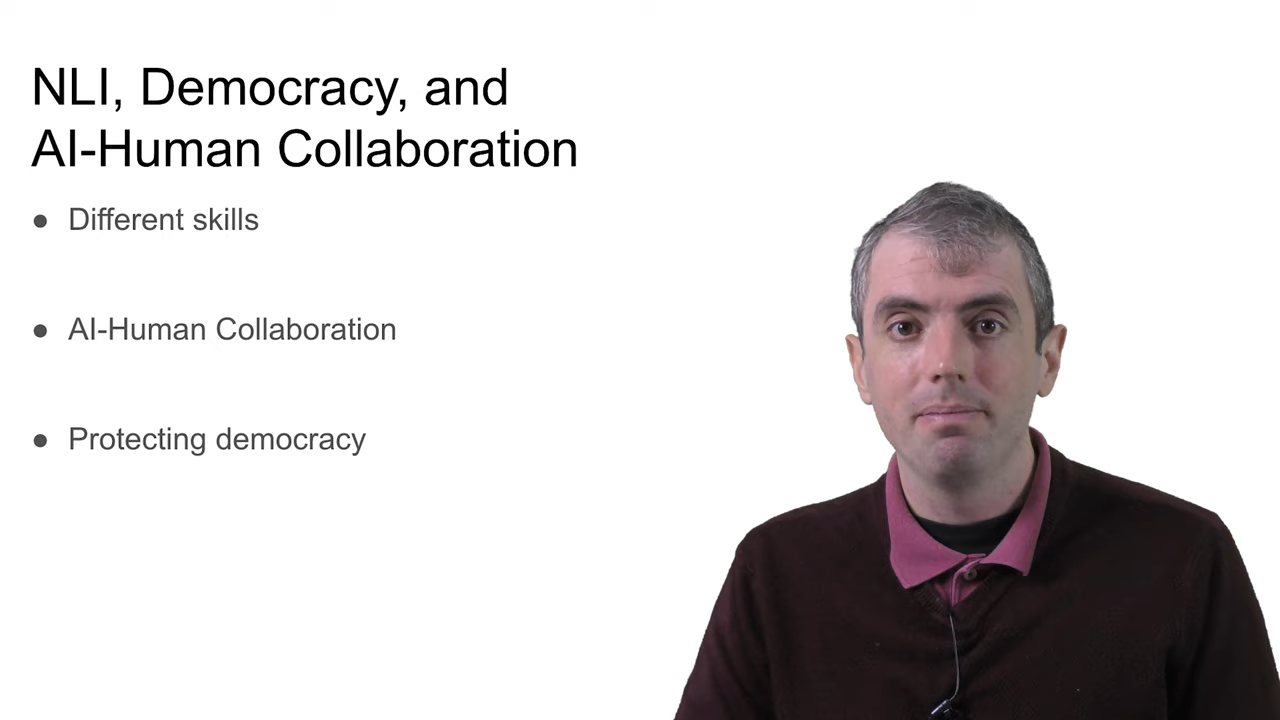 NLI, Democracy, and
AI-Human Collaboration
● Different skills
● AI-Human Collaboration
● Protecting democracy